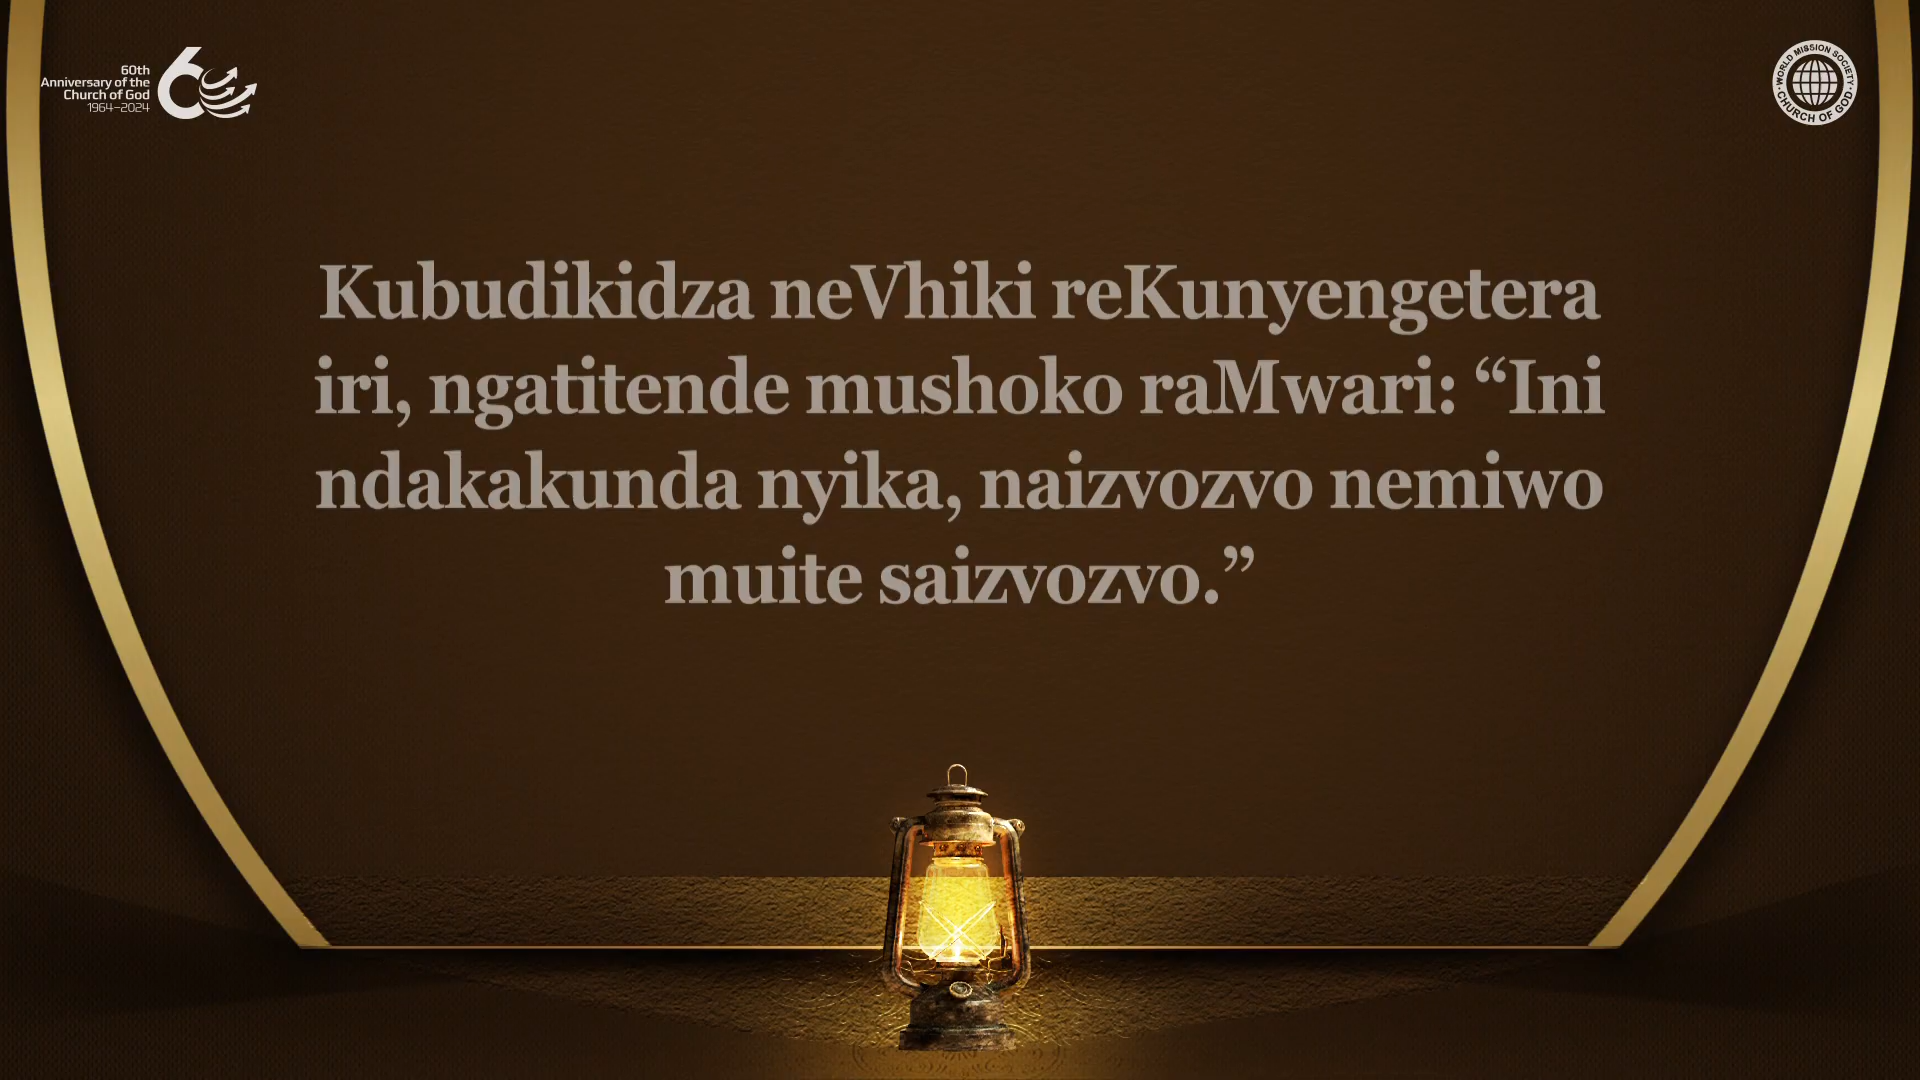 60th
Anniversary of the
Church of God
1964–2024
60
WORLD MISSION SOCIETY
CHURCH OF GOD
Kubudikidza neVhiki reKunyengetera
iri, ngatitende mushoko raMwari: “Ini
ndakakunda nyika, naizvozvo nemiwo
muite saizvozvo.”